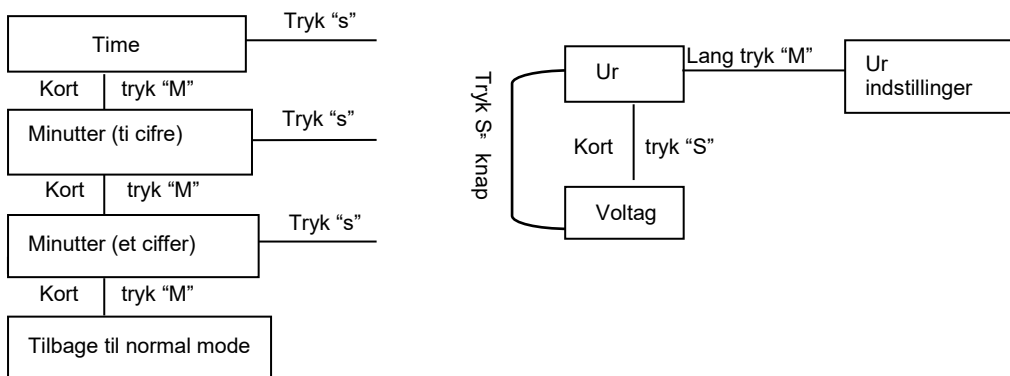 Time
Tryk “s”
Kort tryk “M”
Minutter (ti cifre)
Tryk “s”
Kort tryk “M”
Minutter (et ciffer)
Tryk “s”
Kort tryk “M”
Tilbage til normal mode
Tryk S” knap
Ur
Lang tryk “M”
Ur
indstillinger
Kort tryk “S”
Voltag